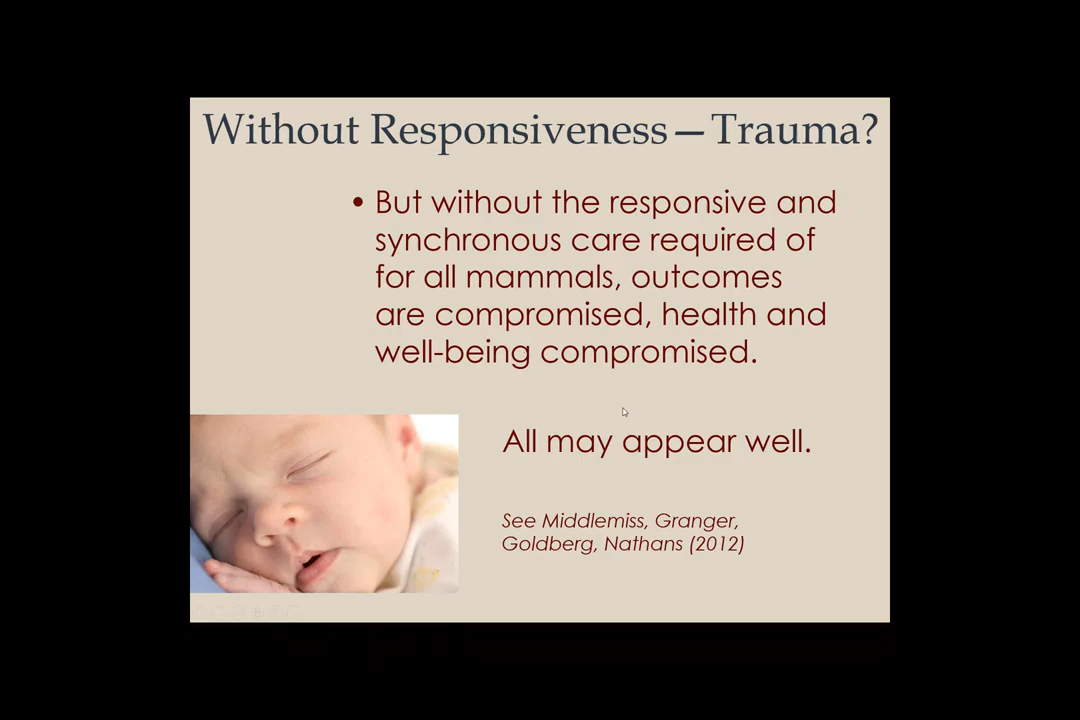 Without Responsiveness—Trauma?
• But without the responsive and
synchronous care required of
for all mammals, outcomes
are compromised, health and
well-being compromised.
All may appear well.
See Middlemiss, Granger,
Goldberg, Nathans (2012)